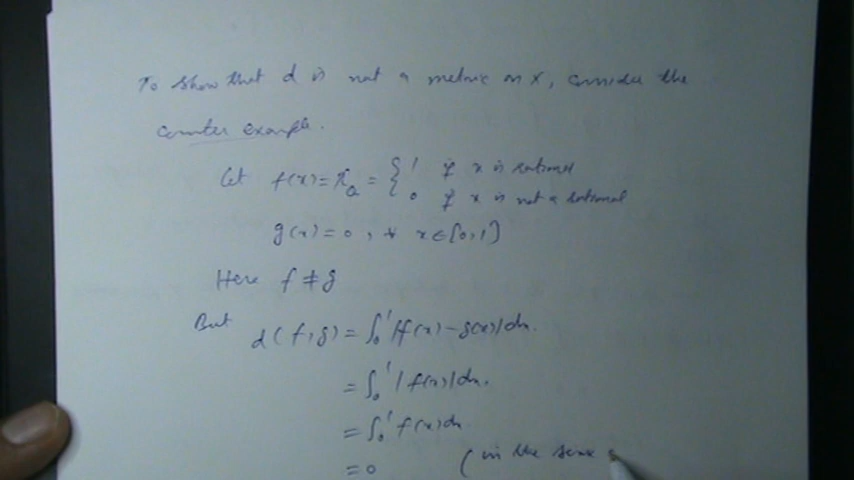 To show that d is not a metric on X, consider the
counter example.
Let f(x) = χ_Q = { 1 if x is rational
0 if x is not a rational
g(x) = 0, ∀ x ∈ [0,1]
Here f ≠ g
But d(f,g) = ∫₀¹ |f(x) - g(x)| dx.
= ∫₀¹ |f(x)| dx.
= ∫₀¹ f(x) dx
= 0 (in the sense